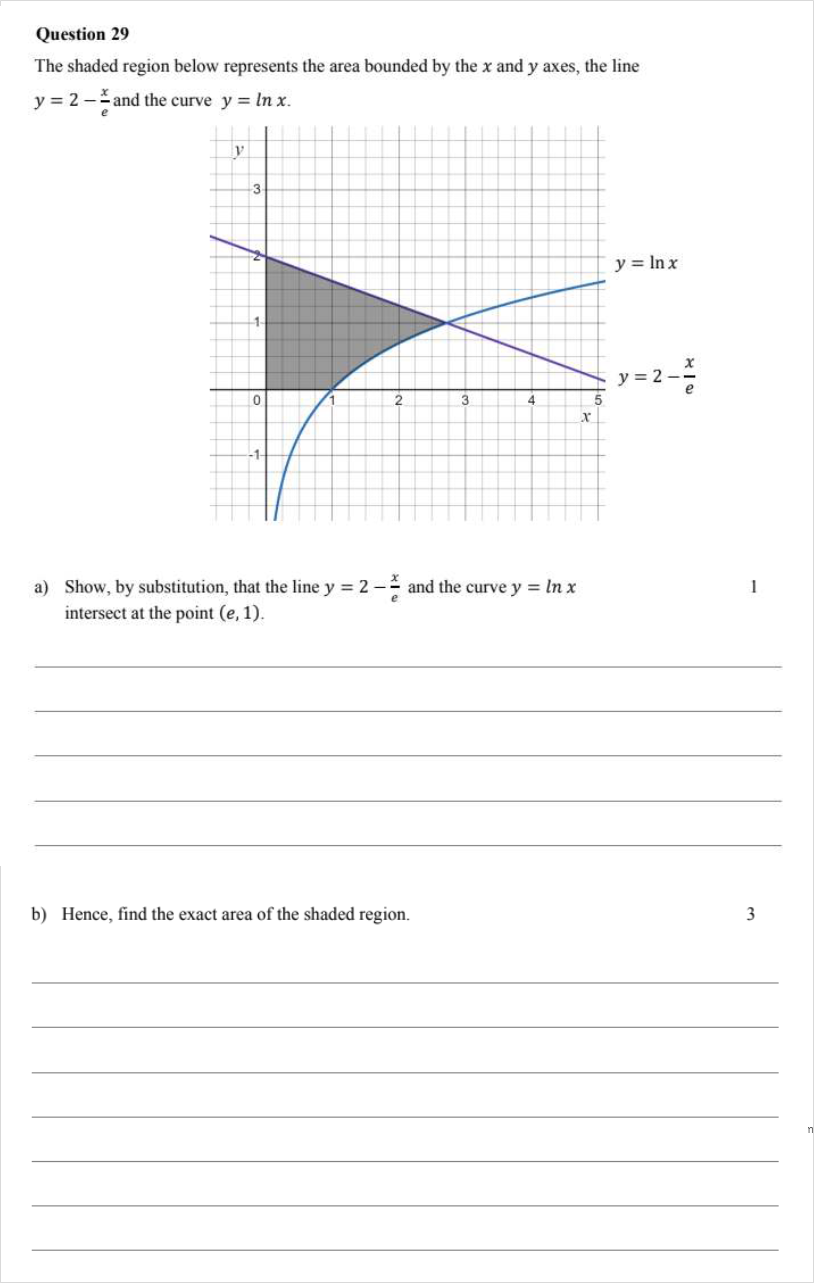 Question 29
The shaded region below represents the area bounded by the x and y axes, the line
y = 2 − x/e and the curve y = ln x.
y
3
2
y = ln x
1
y = 2 − x/e
0 1 2 3 4 5
x
-1
a) Show, by substitution, that the line y = 2 − x/e and the curve y = ln x 1
intersect at the point (e, 1).
b) Hence, find the exact area of the shaded region. 3
n